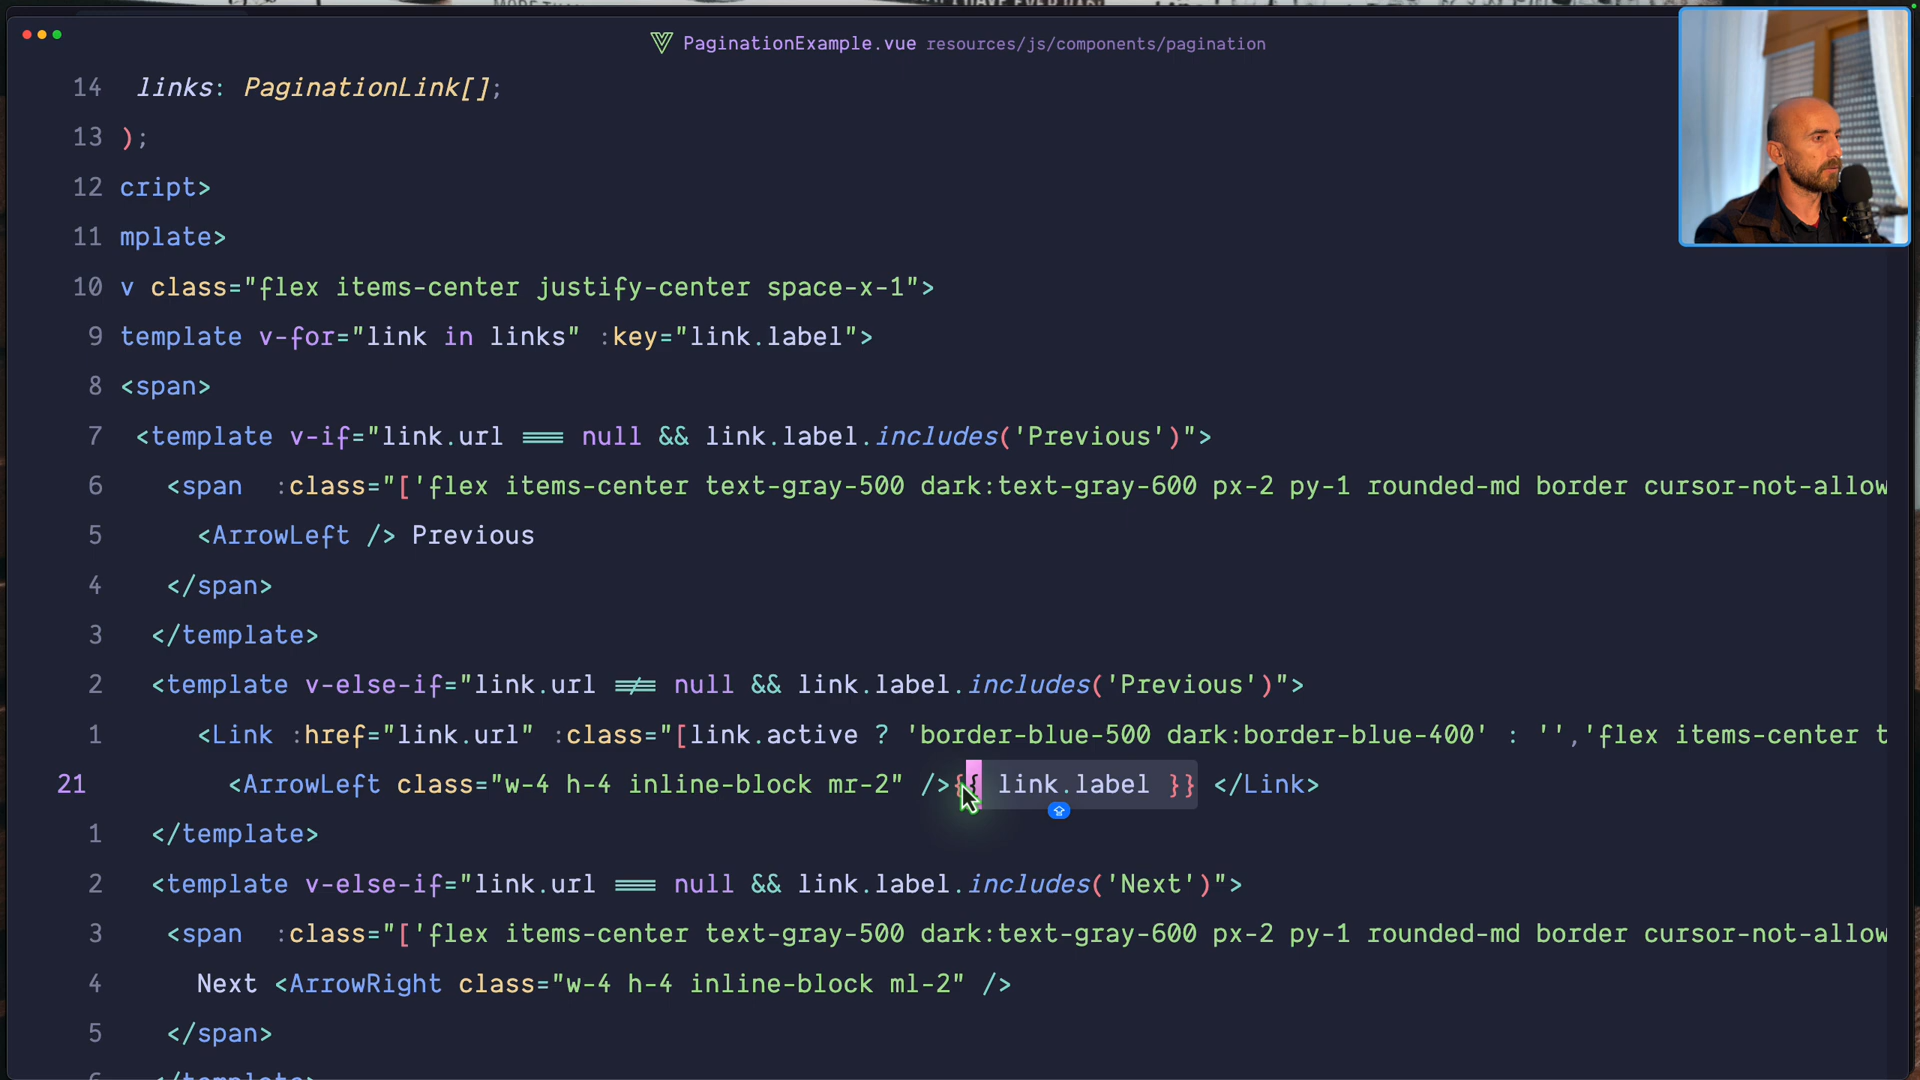 PaginationExample.vue resources/js/components/pagination
14 links: PaginationLink[];
13 );
12 cript>
11 mplate>
10 v class="flex items-center justify-center space-x-1">
9 template v-for="link in links" :key="link.label">
8 <span>
7 <template v-if="link.url === null && link.label.includes('Previous')">
6 <span :class="['flex items-center text-gray-500 dark:text-gray-600 px-2 py-1 rounded-md border cursor-not-allow
5 <ArrowLeft /> Previous
4 </span>
3 </template>
2 <template v-else-if="link.url !== null && link.label.includes('Previous')">
1 <Link :href="link.url" :class="[link.active ? 'border-blue-500 dark:border-blue-400' : '','flex items-center t
21 <ArrowLeft class="w-4 h-4 inline-block mr-2" />{{ link.label }} </Link>
1 </template>
2 <template v-else-if="link.url === null && link.label.includes('Next')">
3 <span :class="['flex items-center text-gray-500 dark:text-gray-600 px-2 py-1 rounded-md border cursor-not-allow
4 Next <ArrowRight class="w-4 h-4 inline-block ml-2" />
5 </span>